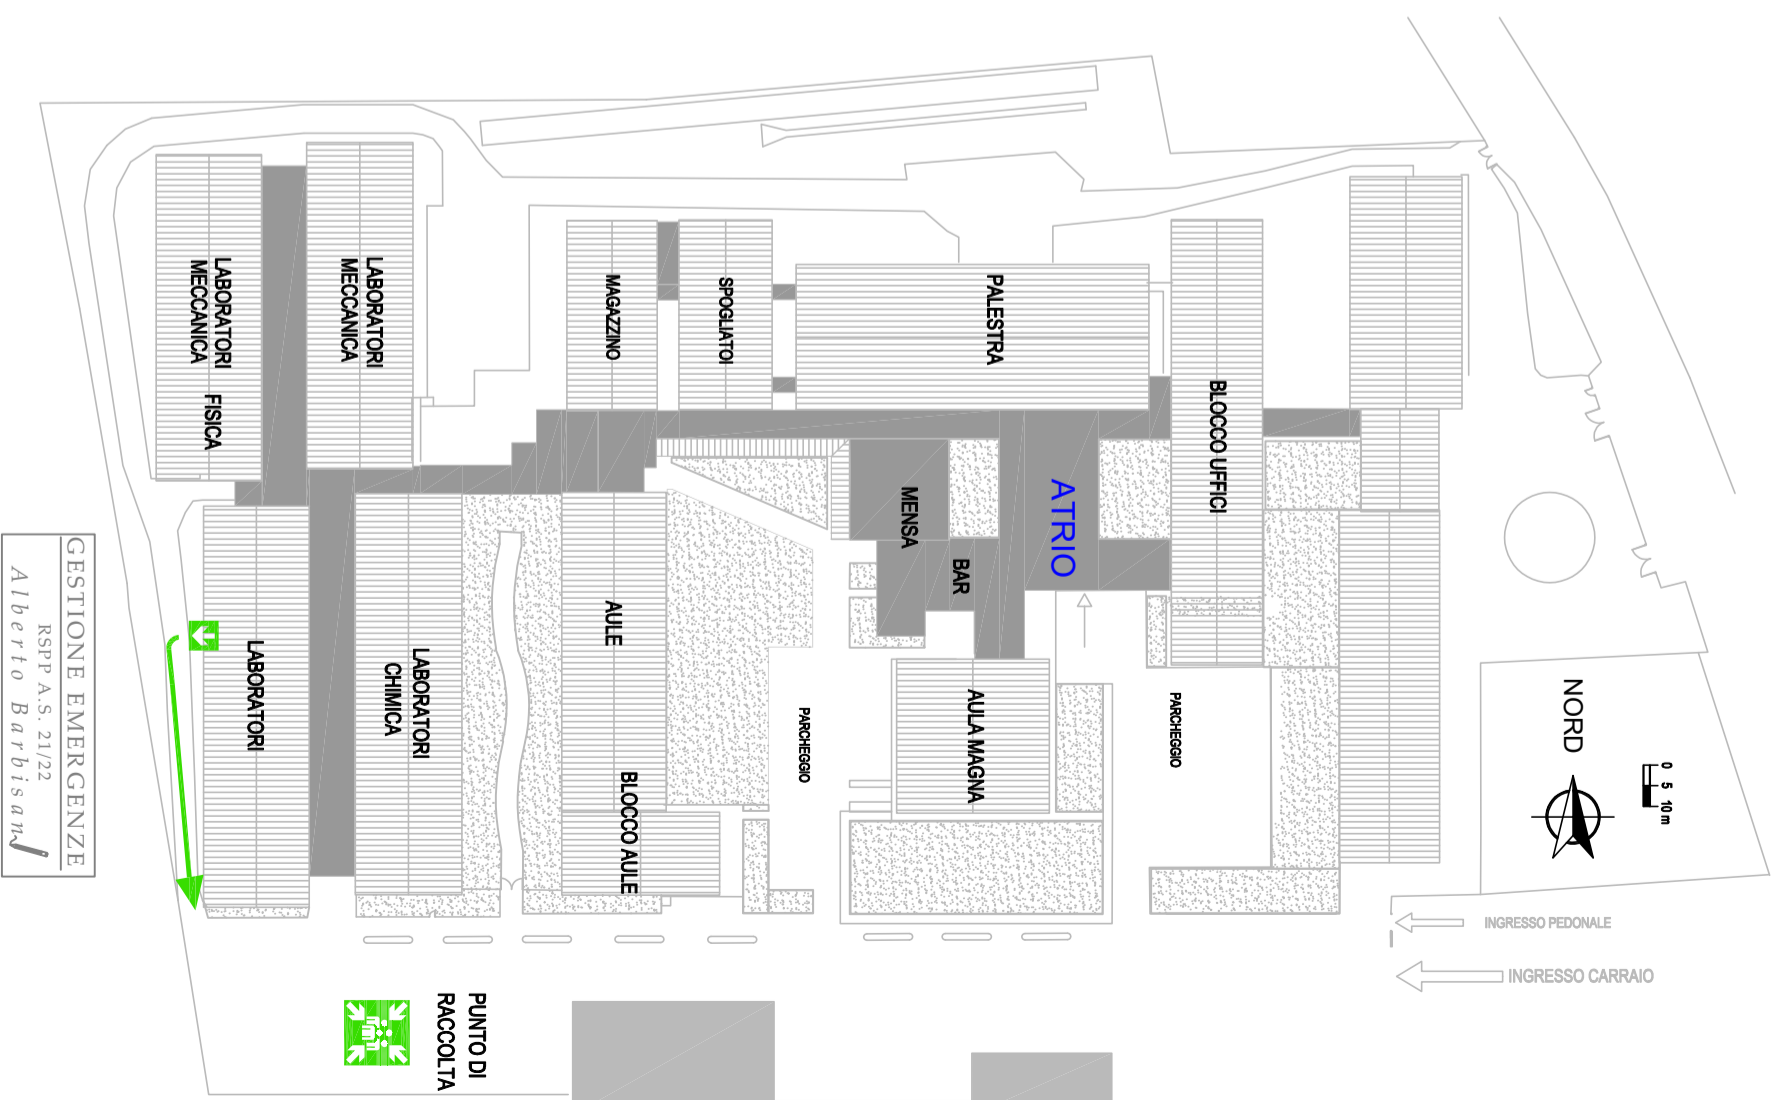 LABORATORI
MECCANICA
FISICA
LABORATORI
MECCANICA
MAGAZZINO
SPOGLIATOI
PALESTRA
BLOCCO UFFICI
MENSA
BAR
ATRIO
AULE
BLOCCO AULE
LABORATORI
LABORATORI
CHIMICA
PARCHEGGIO
AULA MAGNA
PARCHEGGIO
NORD
0 5 10 m
INGRESSO PEDONALE
INGRESSO CARRAIO
PUNTO DI
RACCOLTA
GESTIONE EMERGENZE
RSPP A.S. 21/22
Alberto Barbisan